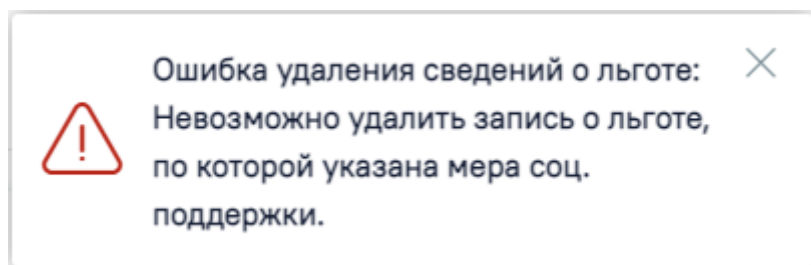 Ошибка удаления сведений о льготе:
Невозможно удалить запись о льготе,
по которой указана мера соц.
поддержки.